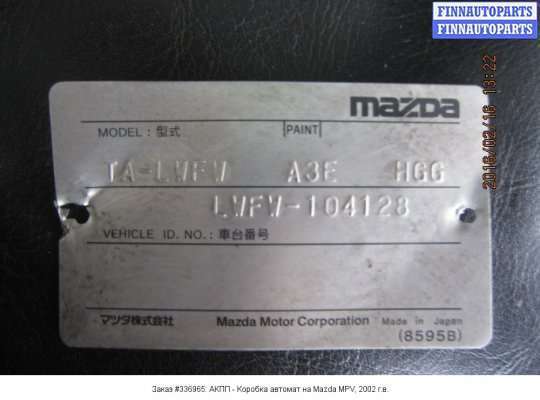 FINNAUTOPARTS
FINNAUTOPARTS
FINNAUTOPARTS
2016/02/16 13:22
mazda
MODEL: 型式
PAINT
TA-LWFW A3E HGG
LWFW-104128
VEHICLE ID. NO.: 車台番号
マツダ株式会社 Mazda Motor Corporation Made in Japan
(8595B)
Заказ #336965: АКПП - Коробка автомат на Mazda MPV, 2002 г.в.